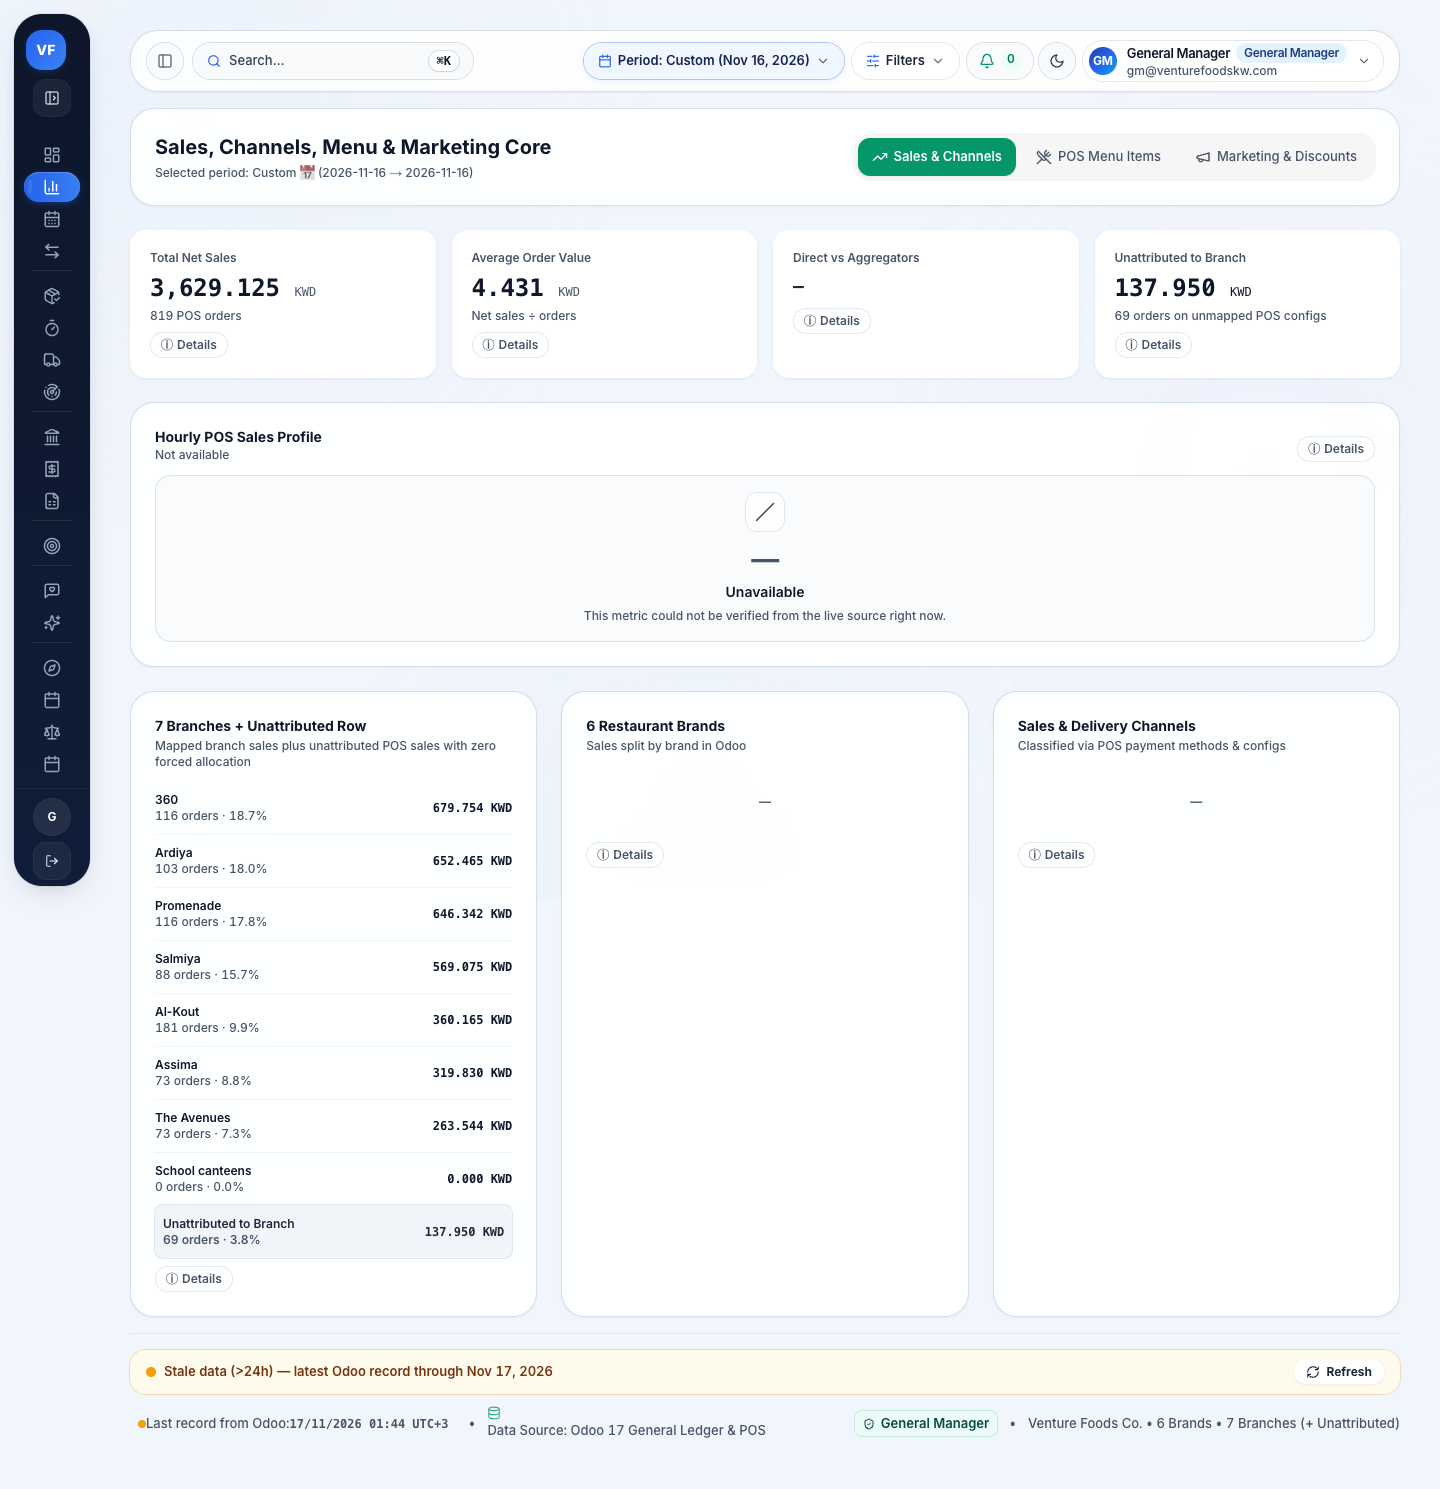 VF
Search...
⌘K
Period: Custom (Nov 16, 2026)
Filters
0
GM
General Manager
General Manager
gm@venturefoodskw.com
Sales, Channels, Menu & Marketing Core
Selected period: Custom 📅 (2026-11-16 → 2026-11-16)
Sales & Channels
POS Menu Items
Marketing & Discounts
Total Net Sales
3,629.125 KWD
819 POS orders
ⓘ Details
Average Order Value
4.431 KWD
Net sales ÷ orders
ⓘ Details
Direct vs Aggregators
—
ⓘ Details
Unattributed to Branch
137.950 KWD
69 orders on unmapped POS configs
ⓘ Details
Hourly POS Sales Profile
Not available
ⓘ Details
—
Unavailable
This metric could not be verified from the live source right now.
7 Branches + Unattributed Row
Mapped branch sales plus unattributed POS sales with zero
forced allocation
360
116 orders · 18.7%
679.754 KWD
Ardiya
103 orders · 18.0%
652.465 KWD
Promenade
116 orders · 17.8%
646.342 KWD
Salmiya
88 orders · 15.7%
569.075 KWD
Al-Kout
181 orders · 9.9%
360.165 KWD
Assima
73 orders · 8.8%
319.830 KWD
The Avenues
73 orders · 7.3%
263.544 KWD
School canteens
0 orders · 0.0%
0.000 KWD
Unattributed to Branch
69 orders · 3.8%
137.950 KWD
ⓘ Details
6 Restaurant Brands
Sales split by brand in Odoo
—
ⓘ Details
Sales & Delivery Channels
Classified via POS payment methods & configs
—
ⓘ Details
G
Stale data (>24h) — latest Odoo record through Nov 17, 2026
Refresh
Last record from Odoo:17/11/2026 01:44 UTC+3
•
Data Source: Odoo 17 General Ledger & POS
General Manager
• Venture Foods Co. • 6 Brands • 7 Branches (+ Unattributed)